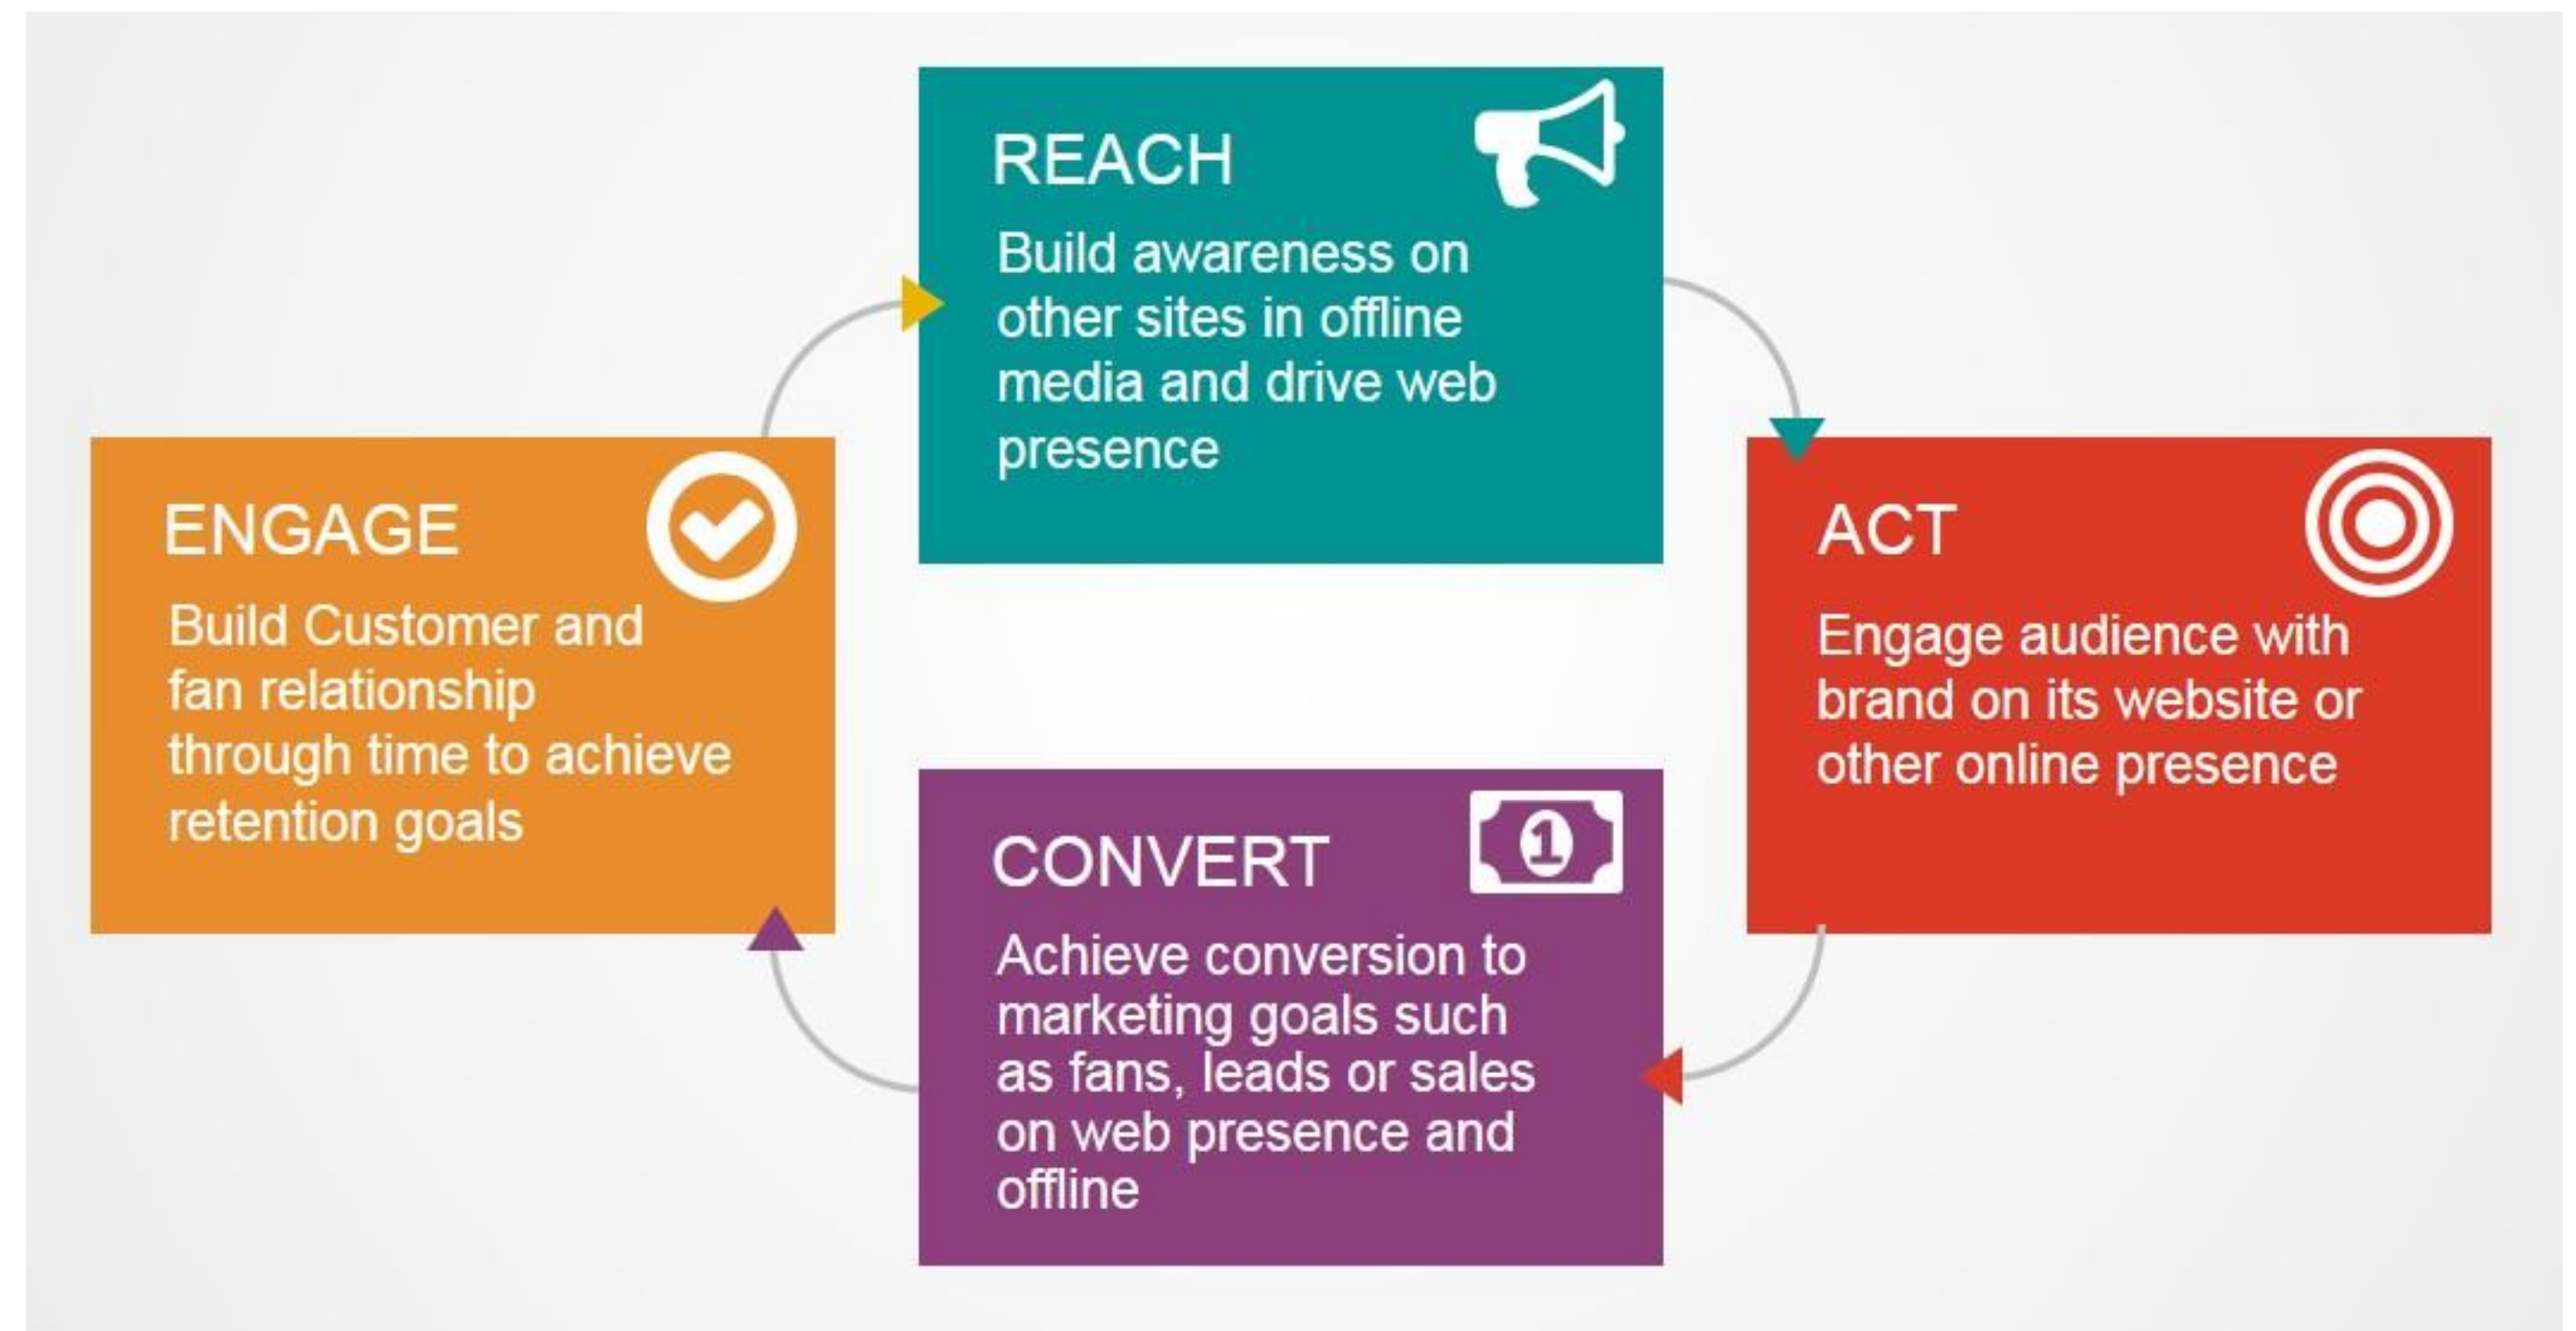 REACH
Build awareness on
other sites in offline
media and drive web
presence
ENGAGE
Build Customer and
fan relationship
through time to achieve
retention goals
ACT
Engage audience with
brand on its website or
other online presence
CONVERT
1
Achieve conversion to
marketing goals such
as fans, leads or sales
on web presence and
offline